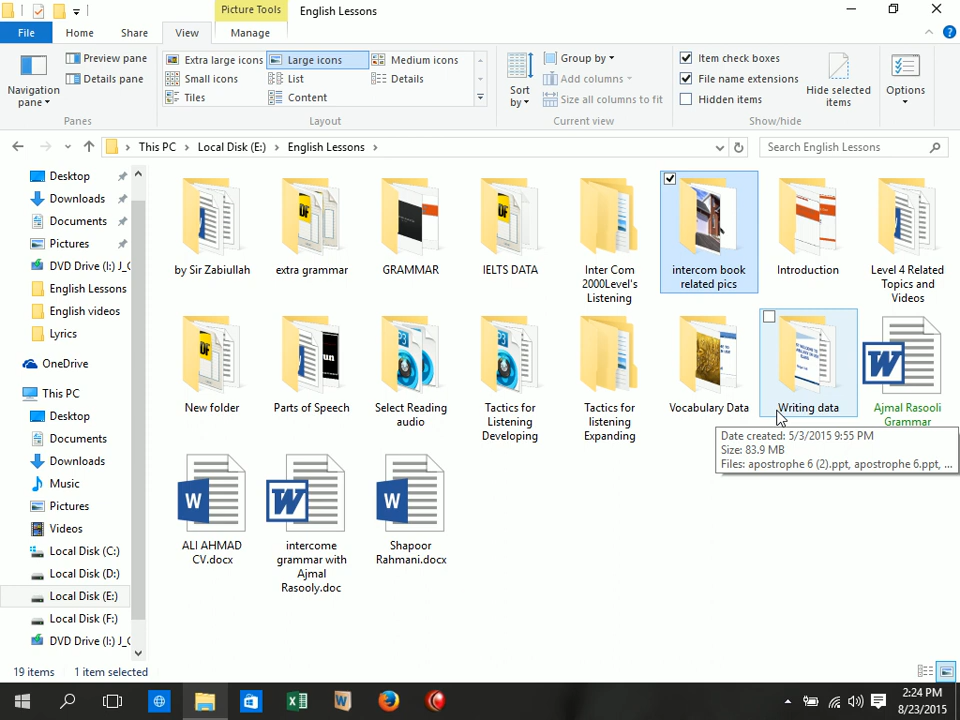 Picture Tools
English Lessons
File
Home
Share
View
Manage
Navigation pane
Preview pane
Details pane
Extra large icons
Large icons
Medium icons
Small icons
List
Details
Tiles
Content
Sort by
Group by
Add columns
Size all columns to fit
Item check boxes
File name extensions
Hidden items
Hide selected items
Options
Panes
Layout
Current view
Show/hide
This PC
Local Disk (E:)
English Lessons
Search English Lessons
Desktop
Downloads
Documents
Pictures
DVD Drive (I:) J_C
English Lessons
English videos
Lyrics
OneDrive
This PC
Desktop
Documents
Downloads
Music
Pictures
Videos
Local Disk (C:)
Local Disk (D:)
Local Disk (E:)
Local Disk (F:)
DVD Drive (I:) J_C
by Sir Zabiullah
extra grammar
GRAMMAR
IELTS DATA
Inter Com
2000Level's
Listening
intercom book
related pics
Introduction
Level 4 Related
Topics and
Videos
New folder
Parts of Speech
Select Reading
audio
Tactics for
Listening
Developing
Tactics for
listening
Expanding
Vocabulary Data
Writing data
Ajmal Rasooli
Grammar
Date created: 5/3/2015 9:55 PM
Size: 83.9 MB
Files: apostrophe 6 (2).ppt, apostrophe 6.ppt, ...
ALI AHMAD
CV.docx
intercome
grammar with
Ajmal
Rasooly.doc
Shapoor
Rahmani.docx
19 items
1 item selected
2:24 PM
8/23/2015